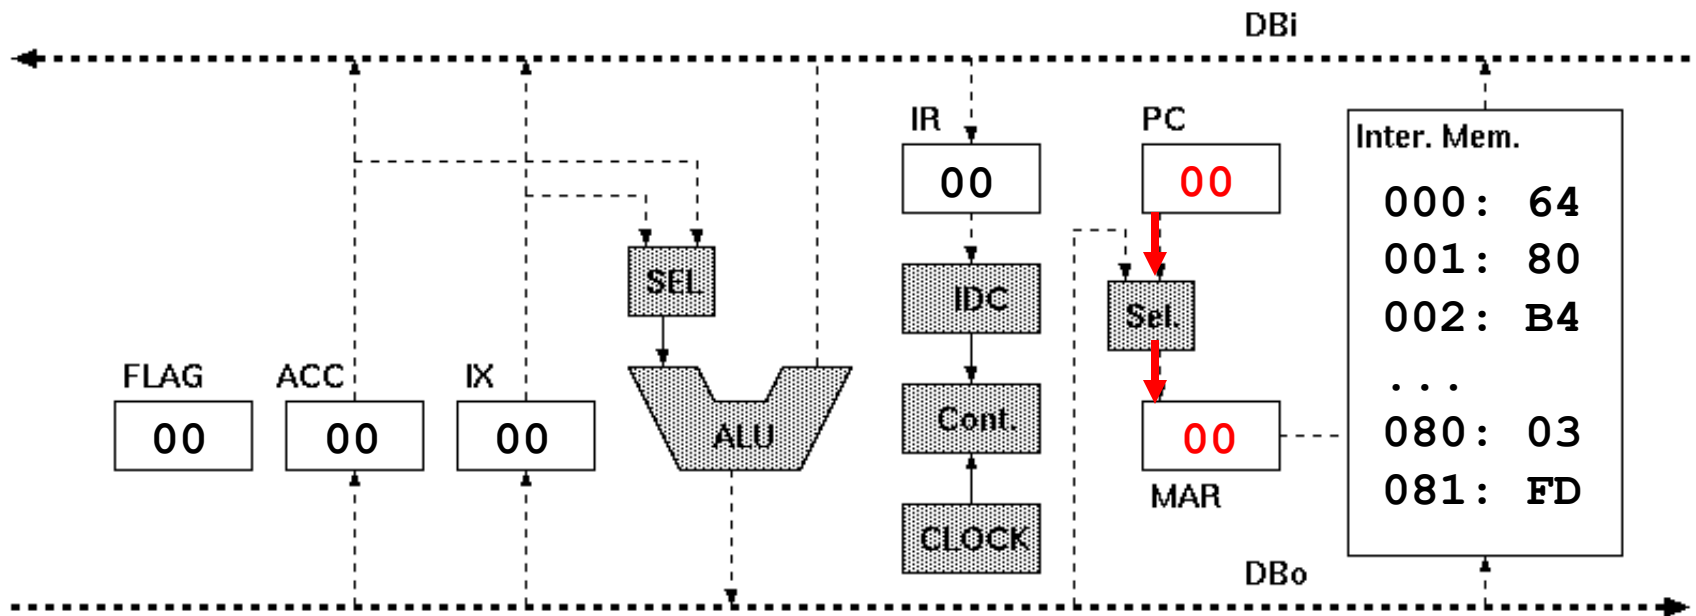 DBi
IR
00
PC
00
Inter. Mem.
000: 64
001: 80
002: B4
...
080: 03
081: FD
SEL
IDC
Sel.
FLAG
00
ACC
00
IX
00
ALU
Cont.
00
MAR
CLOCK
DBo